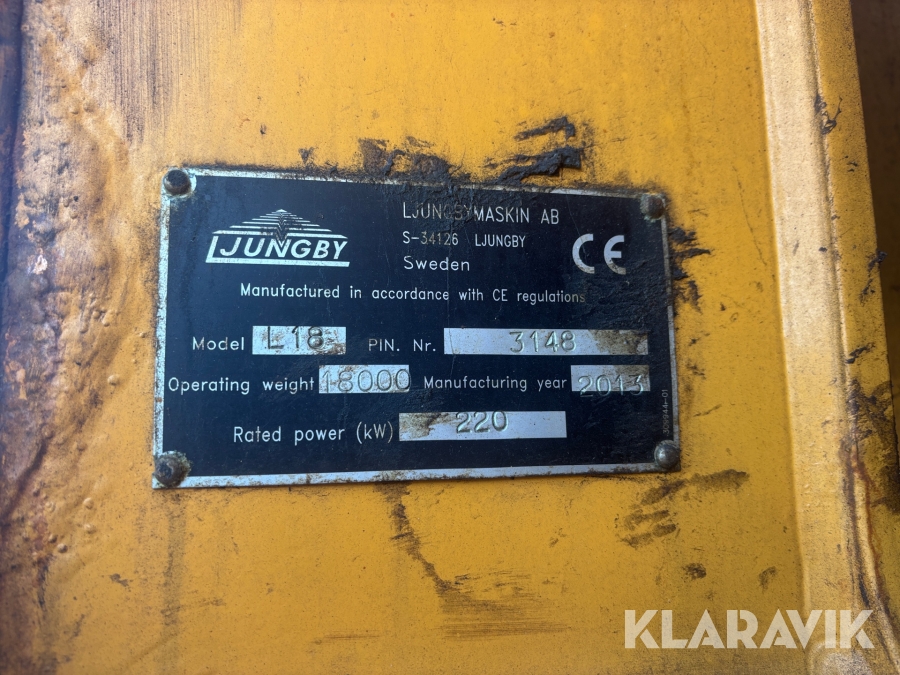 LJUNGBY
LJUNGBYMASKIN AB
S-34126 LJUNGBY
Sweden
CE
Manufactured in accordance with CE regulations
Model L18 PIN. Nr. 3148
Operating weight 18000 Manufacturing year 2013
Rated power (kW) 220
KLARAVIK